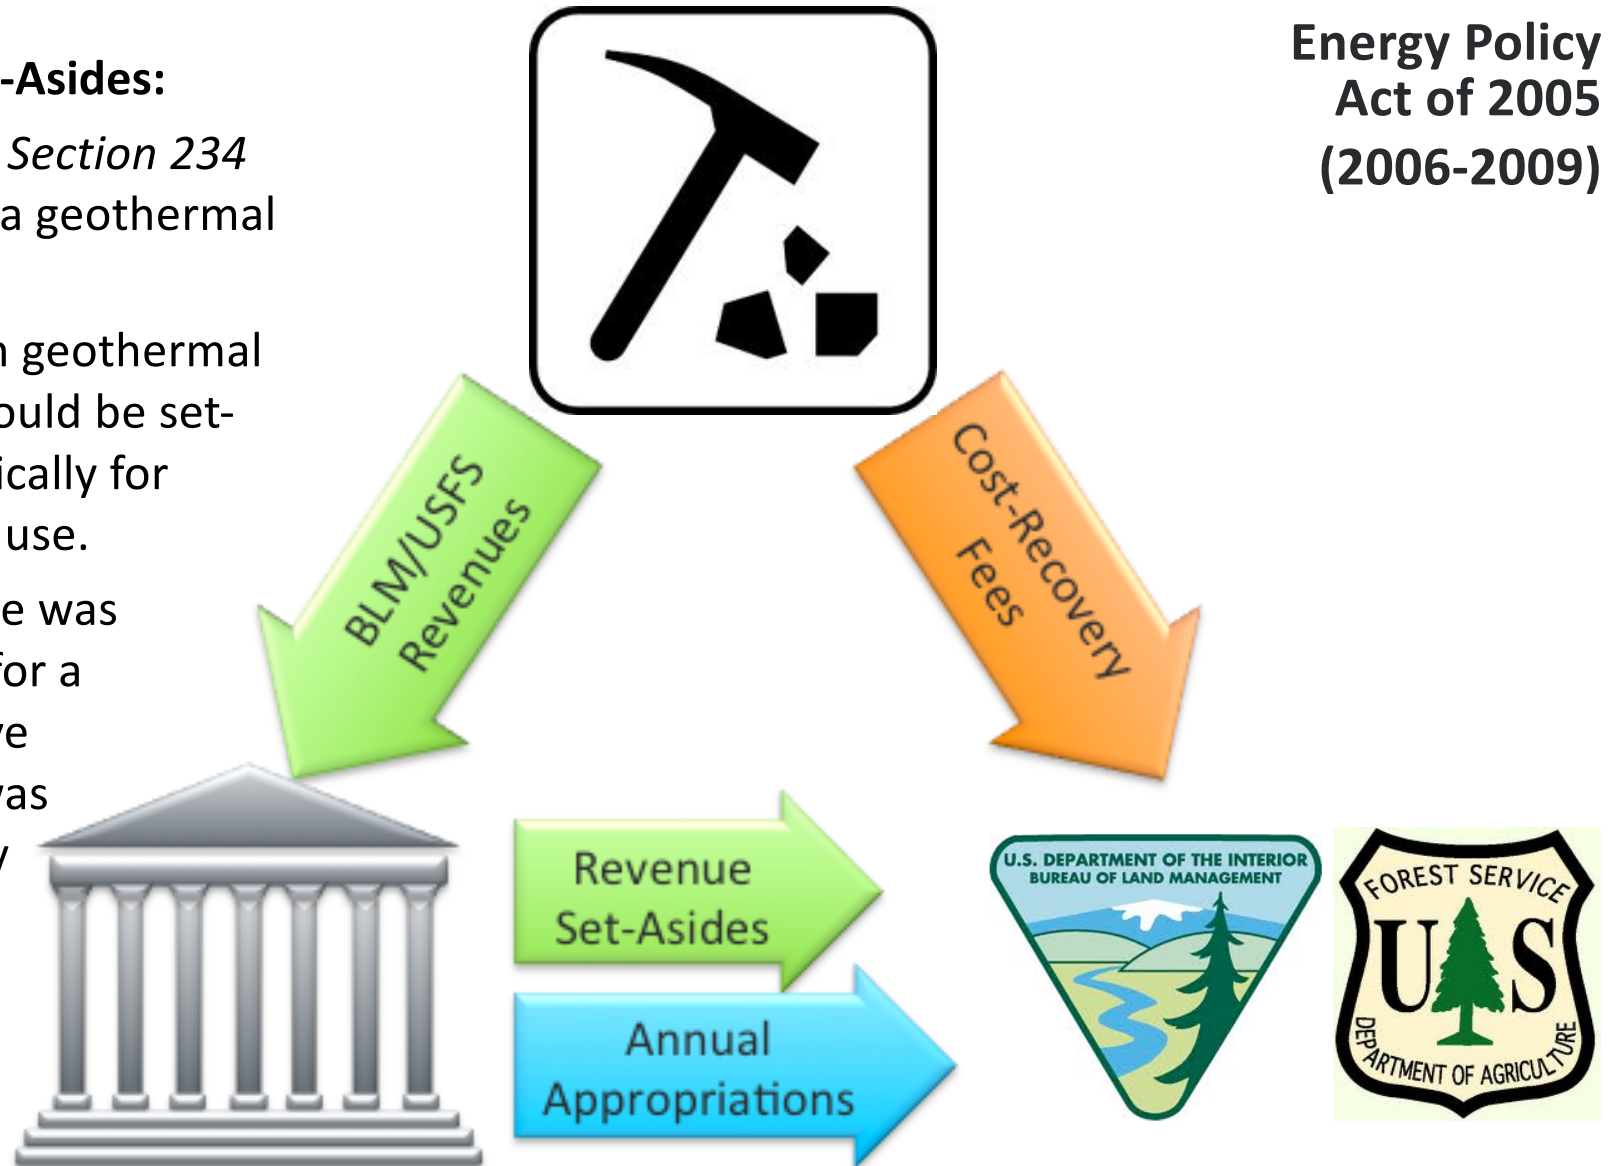 -Asides:
Section 234
a geothermal
geothermal
ould be set-
ically for
use.
e was
for a
ve
vas
y
Energy Policy
Act of 2005
(2006-2009)
BLM/USFS
Revenues
Cost-Recovery
Fees
Revenue
Set-Asides
Annual
Appropriations
U.S. DEPARTMENT OF THE INTERIOR
BUREAU OF LAND MANAGEMENT
FOREST SERVICE
U S
DEPARTMENT OF AGRICULTURE